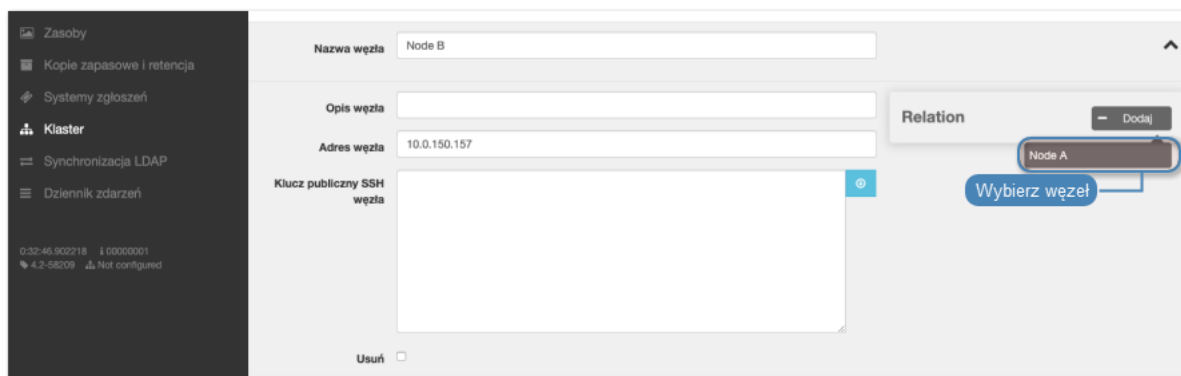 Zasoby
Kopie zapasowe i retencja
Systemy zgłoszeń
Klaster
Synchronizacja LDAP
Dziennik zdarzeń
0:32:46.902218 00000001
4.2-58209 Not configured
Nazwa węzła Node B
Opis węzła
Adres węzła 10.0.150.157
Klucz publiczny SSH
węzła
Usuń
Relation Dodaj
Node A
Wybierz węzeł